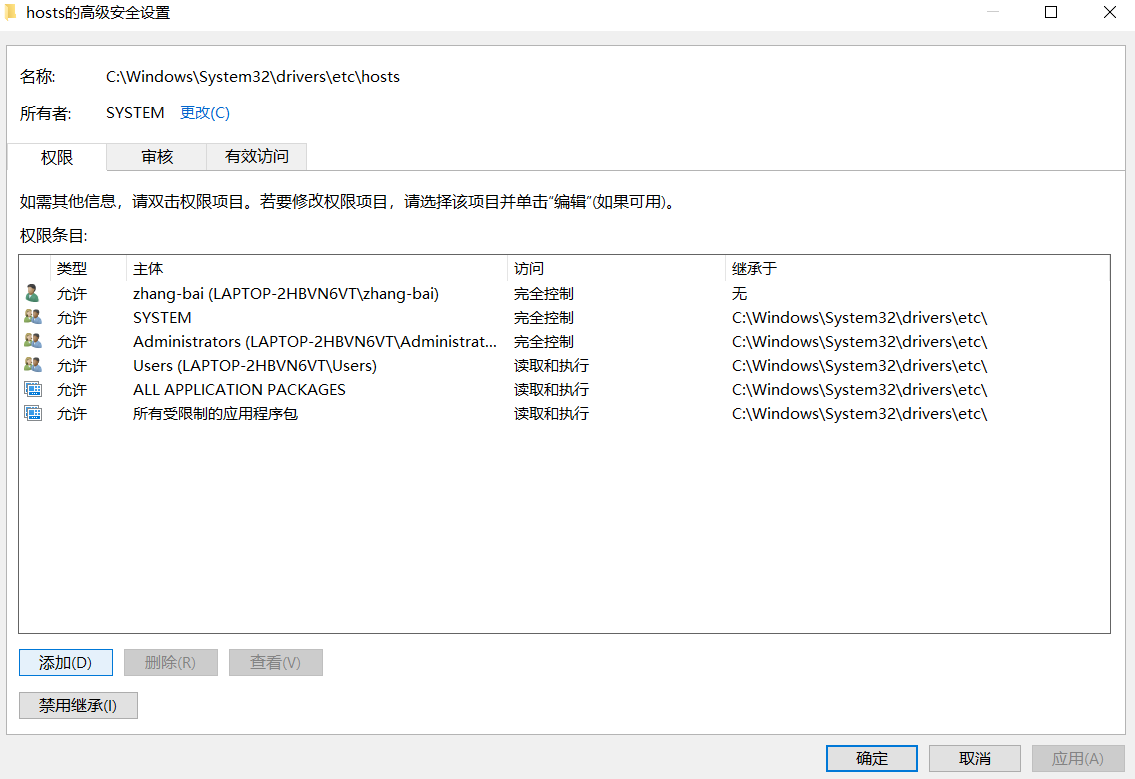 hosts的高级安全设置
名称: C:\Windows\System32\drivers\etc\hosts
所有者: SYSTEM 更改(C)
权限 审核 有效访问
如需其他信息，请双击权限项目。若要修改权限项目，请选择该项目并单击“编辑”(如果可用)。
权限条目:
类型 主体 访问 继承于
允许 zhang-bai (LAPTOP-2HBVN6VT\zhang-bai) 完全控制 无
允许 SYSTEM 完全控制 C:\Windows\System32\drivers\etc\
允许 Administrators (LAPTOP-2HBVN6VT\Administrat... 完全控制 C:\Windows\System32\drivers\etc\
允许 Users (LAPTOP-2HBVN6VT\Users) 读取和执行 C:\Windows\System32\drivers\etc\
允许 ALL APPLICATION PACKAGES 读取和执行 C:\Windows\System32\drivers\etc\
允许 所有受限制的应用程序包 读取和执行 C:\Windows\System32\drivers\etc\
添加(D) 删除(R) 查看(V)
禁用继承(I)
确定 取消 应用(A)